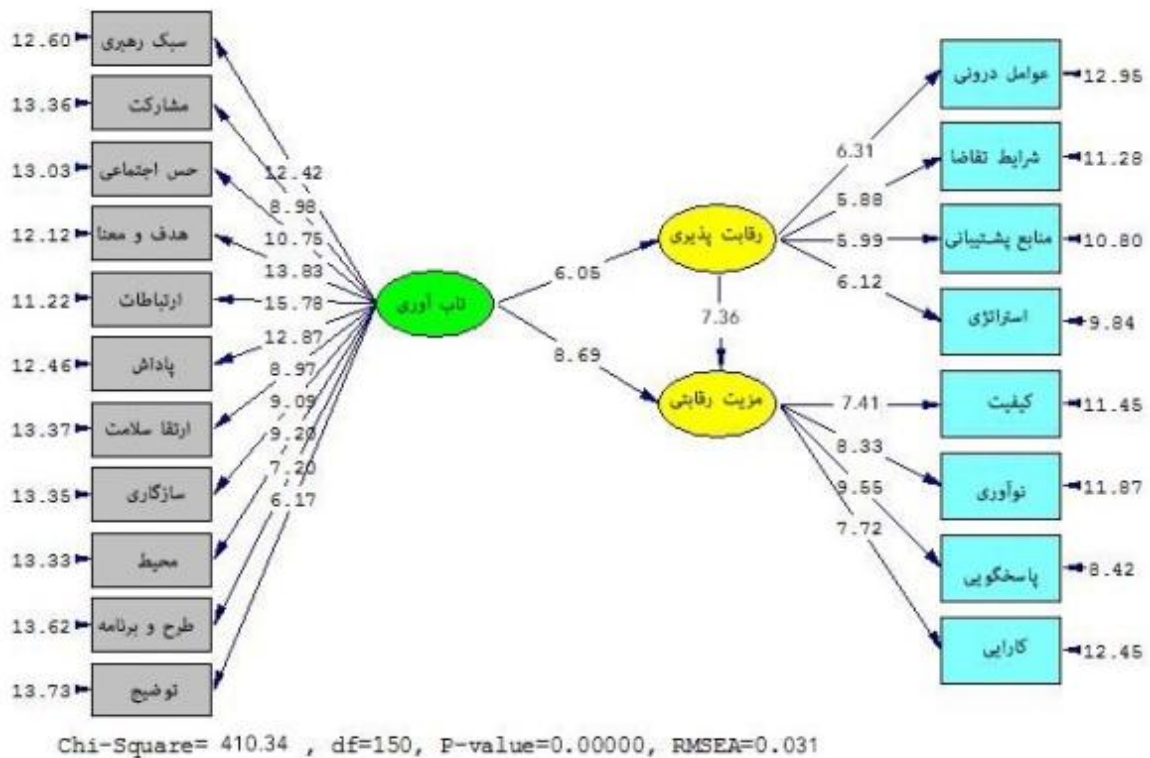 12.60 سبک رهبری
13.36 مشارکت
13.03 حس اجتماعی
12.12 هدف و معنا
11.22 ارتباطات
12.46 پاداش
13.37 ارتقا سلامت
13.35 سازگاری
13.33 محیط
13.62 طرح و برنامه
13.73 توضیح
12.42
8.98
10.75
13.83
15.78
12.87
8.97
9.09
9.20
7.20
6.17
تاب آوری
6.05
8.69
رقابت پذیری
7.36
مزیت رقابتی
6.31
5.88
5.99
6.12
7.41
8.33
9.55
7.72
عوامل درونی 12.95
شرایط تقاضا 11.28
منابع پشتیبانی 10.80
استراتژی 9.84
کیفیت 11.45
نوآوری 11.87
پاسخگویی 8.42
کارایی 12.45
Chi-Square= 410.34 , df=150, P-value=0.00000, RMSEA=0.031